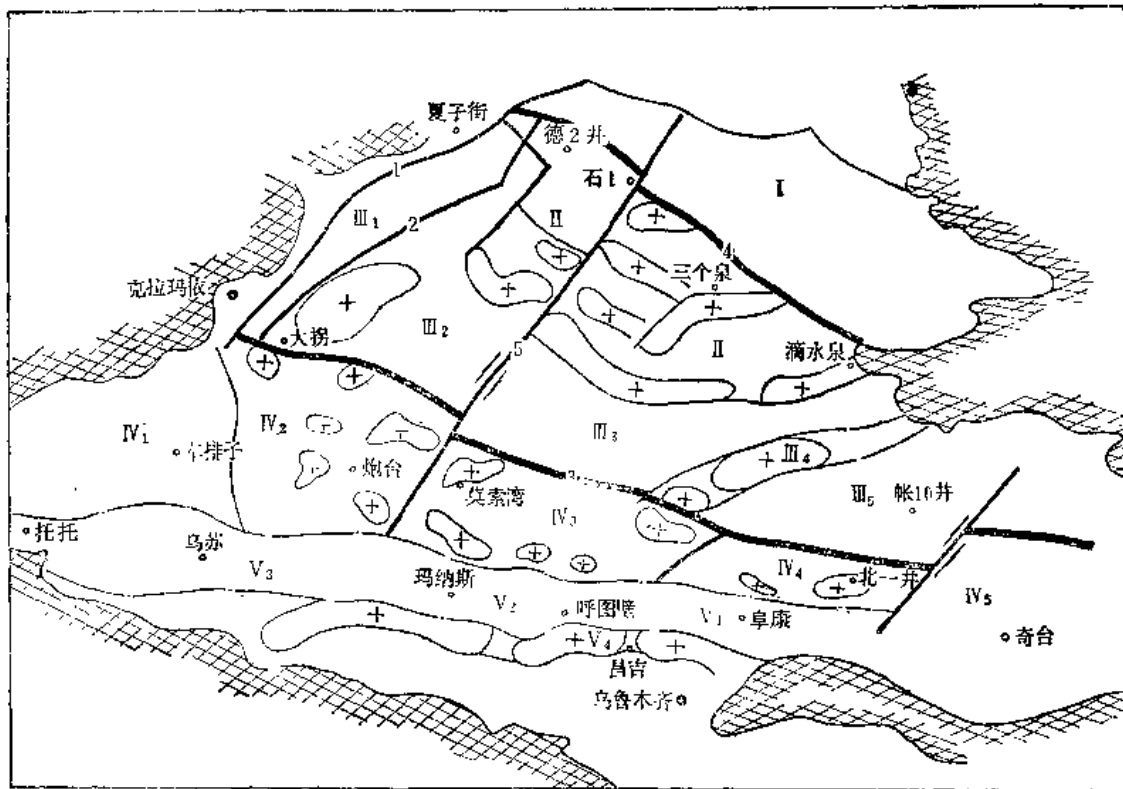 夏子街
德2井
石1
I
1
III₁
2
II
4
三个泉
克拉玛依
III₂
大拐
5
II
滴水泉
IV₁
IV₂
III₃
III₄
车排子
炮台
莫索湾
3
III₅
帐10井
IV₃
托托
乌苏
V₃
玛纳斯
V₂
呼图壁
V₁
阜康
IV₄
北一井
IV₅
奇台
V₄
昌吉
乌鲁木齐